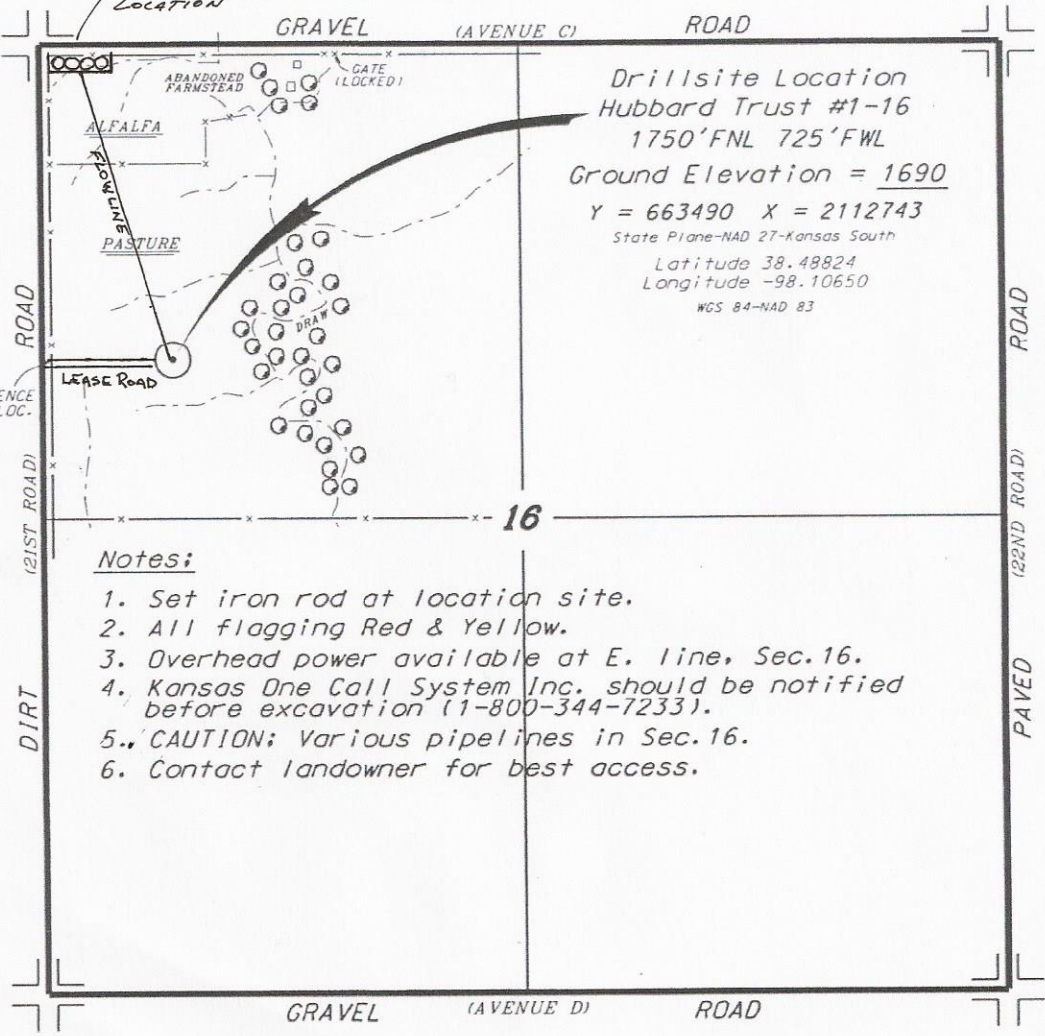 LOCATION
GRAVEL (AVENUE C) ROAD
ABANDONED
FARMSTEAD
GATE
(LOCKED)
ALFALFA
FLOWLINE
PASTURE
Drillsite Location
Hubbard Trust #1-16
1750'FNL 725'FWL
Ground Elevation = 1690
Y = 663490 X = 2112743
State Plane-NAD 27-Kansas South
Latitude 38.48824
Longitude -98.10650
WGS 84-NAD 83
DRAW
LEASE ROAD
ENCE
LOC.
DIRT (21ST ROAD) ROAD
PAVED (22ND ROAD) ROAD
16
Notes:
1. Set iron rod at location site.
2. All flagging Red & Yellow.
3. Overhead power available at E. line, Sec.16.
4. Kansas One Call System Inc. should be notified
before excavation (1-800-344-7233).
5. CAUTION: Various pipelines in Sec.16.
6. Contact landowner for best access.
GRAVEL (AVENUE D) ROAD